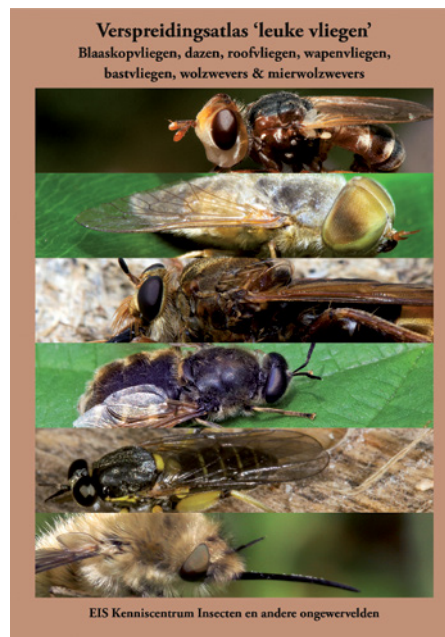 Verspreidingsatlas ‘leuke vliegen’
Blaaskopvliegen, dazen, roofvliegen, wapenvliegen,
bastvliegen, wolzwevers & mierwolzwevers
EIS Kenniscentrum Insecten en andere ongewervelden